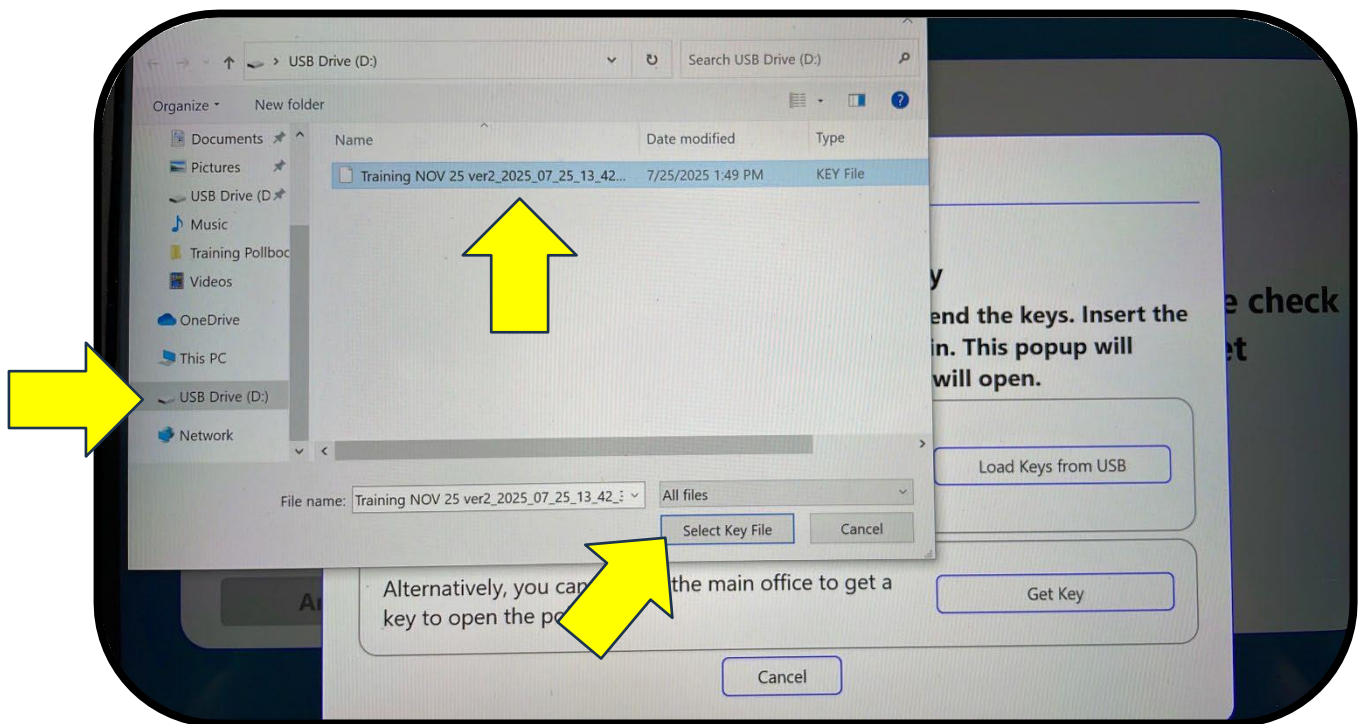 USB Drive (D:)
Search USB Drive (D:)
Organize
New folder
Documents
Pictures
USB Drive (D
Music
Training Pollboo
Videos
OneDrive
This PC
USB Drive (D:)
Network
Name Date modified Type
Training NOV 25 ver2_2025_07_25_13_42... 7/25/2025 1:49 PM KEY File
File name: Training NOV 25 ver2_2025_07_25_13_42_
All files
Select Key File Cancel
y
end the keys. Insert the
in. This popup will
will open.
e check
et
Load Keys from USB
Alternatively, you can the main office to get a
key to open the
Get Key
Cancel